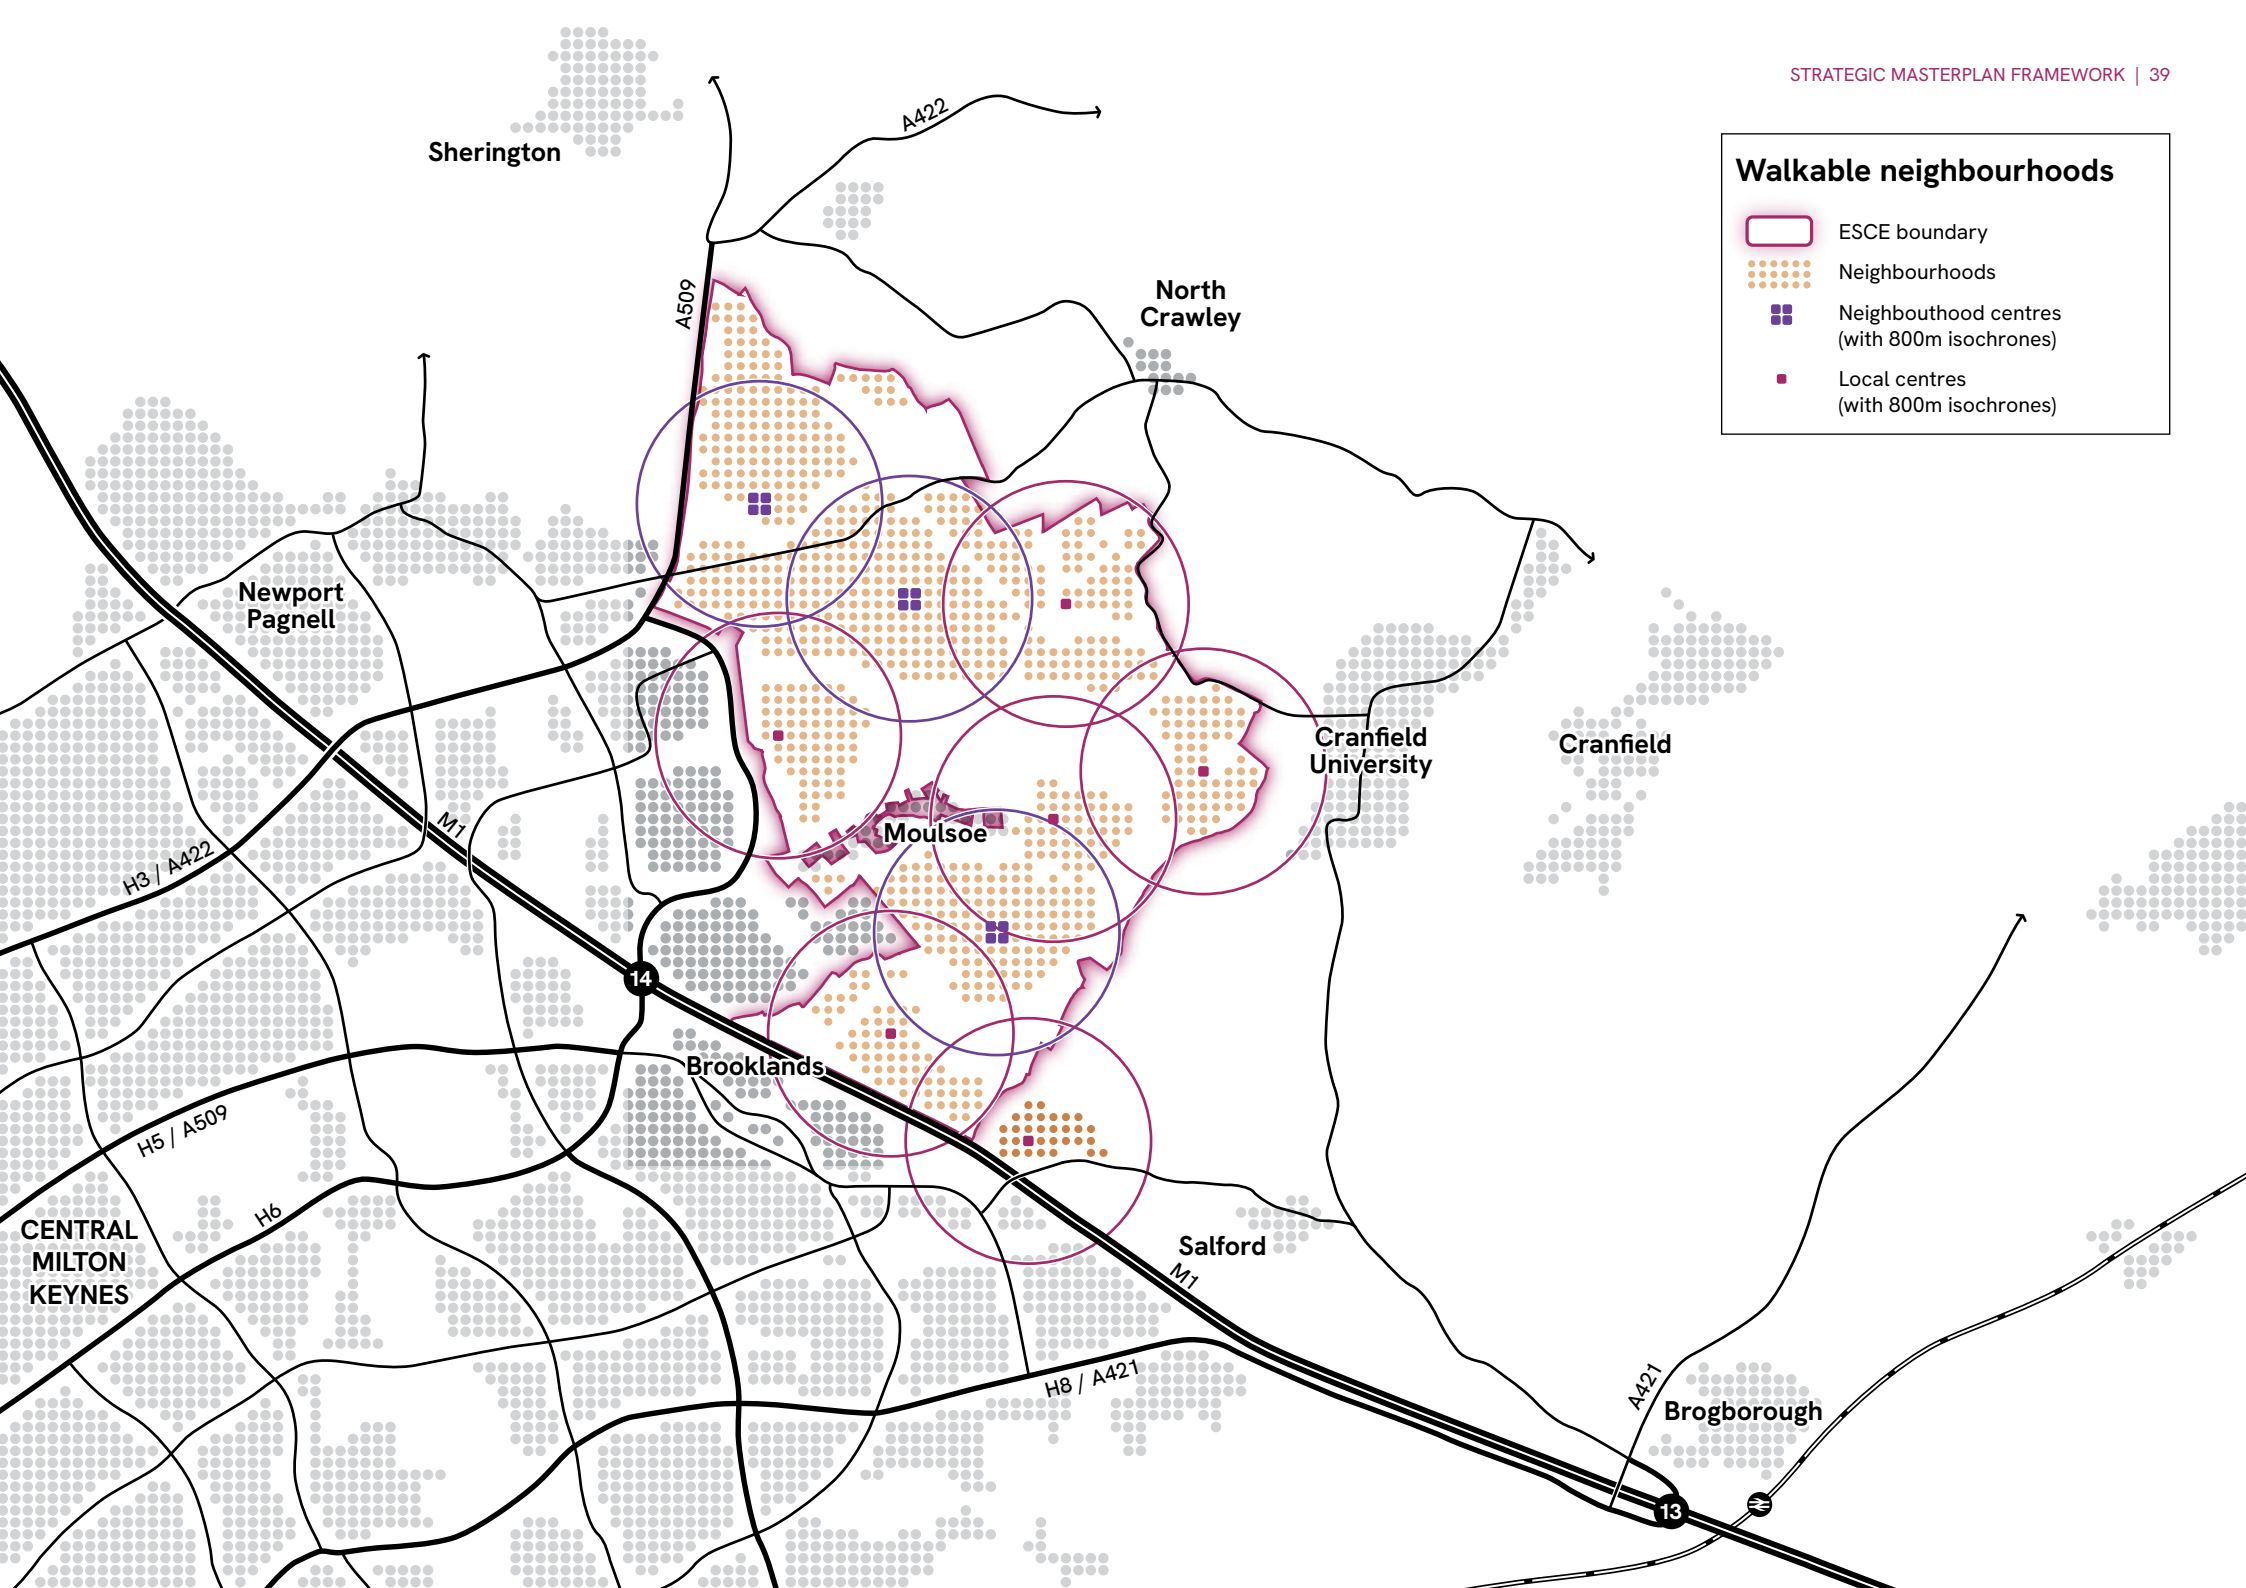 STRATEGIC MASTERPLAN FRAMEWORK | 39
Walkable neighbourhoods
ESCE boundary
Neighbourhoods
Neighbouthood centres
(with 800m isochrones)
Local centres
(with 800m isochrones)
A422
Sherington
A509
North
Crawley
Newport
Pagnell
Cranfield
University
Cranfield
M1
Moulsoe
H3 / A422
14
Brooklands
H5 / A509
H6
CENTRAL
MILTON
KEYNES
Salford
M1
H8 / A421
A421
Brogborough
13